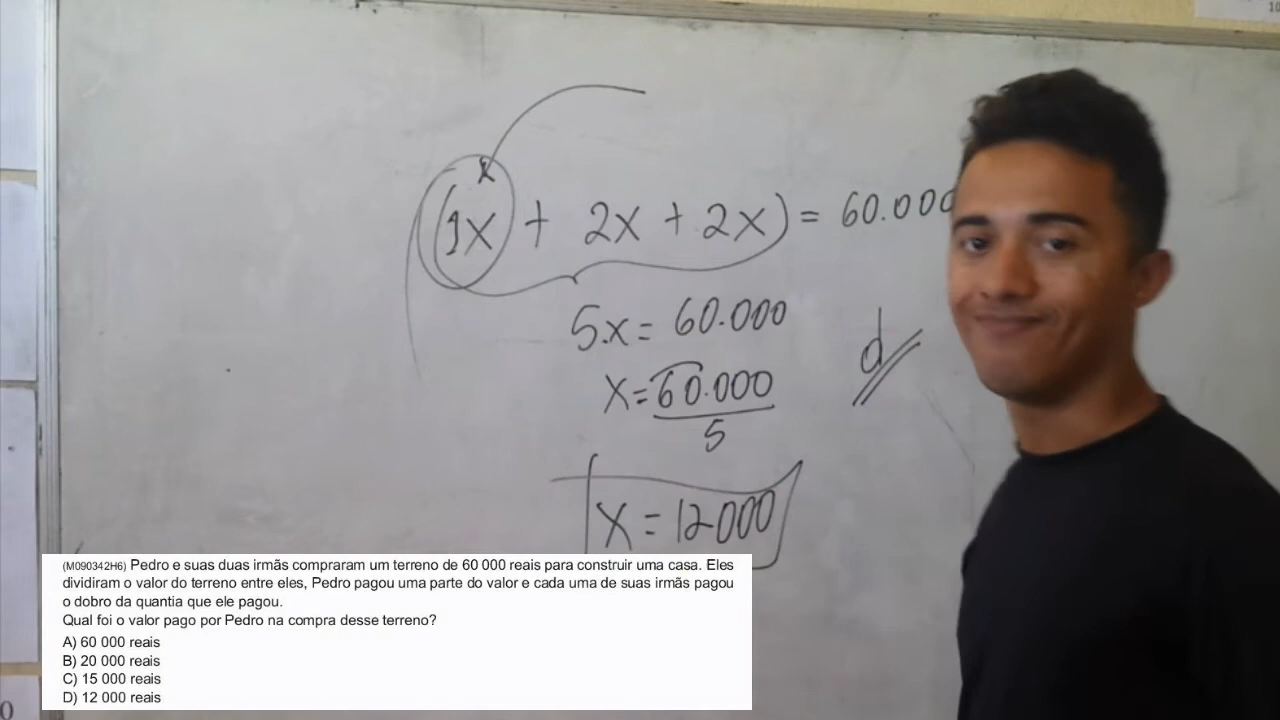 x
(1x + 2x + 2x) = 60.000
5x = 60.000
d
x = 60.000
5
x = 12000
(M090342H6) Pedro e suas duas irmãs compraram um terreno de 60 000 reais para construir uma casa. Eles
dividiram o valor do terreno entre eles, Pedro pagou uma parte do valor e cada uma de suas irmãs pagou
o dobro da quantia que ele pagou.
Qual foi o valor pago por Pedro na compra desse terreno?
A) 60 000 reais
B) 20 000 reais
C) 15 000 reais
D) 12 000 reais